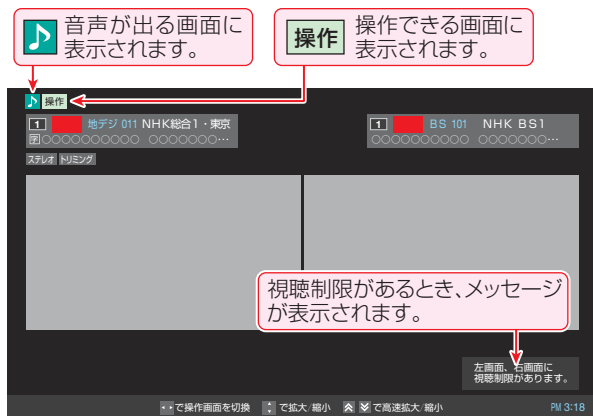 音声が出る画面に
表示されます。
操作 操作できる画面に
表示されます。
操作
1 地デジ 011 NHK総合1・東京
字○○○○○○○○○○ ○○○○○○○…
1 BS 101 NHK BS1
○○○○○○○○○○ ○○○○○○○…
ステレオ トリミング
視聴制限があるとき、メッセージ
が表示されます。
左画面、右画面に
視聴制限があります。
で操作画面を切換 で拡大/縮小 で高速拡大/縮小 PM 3:18